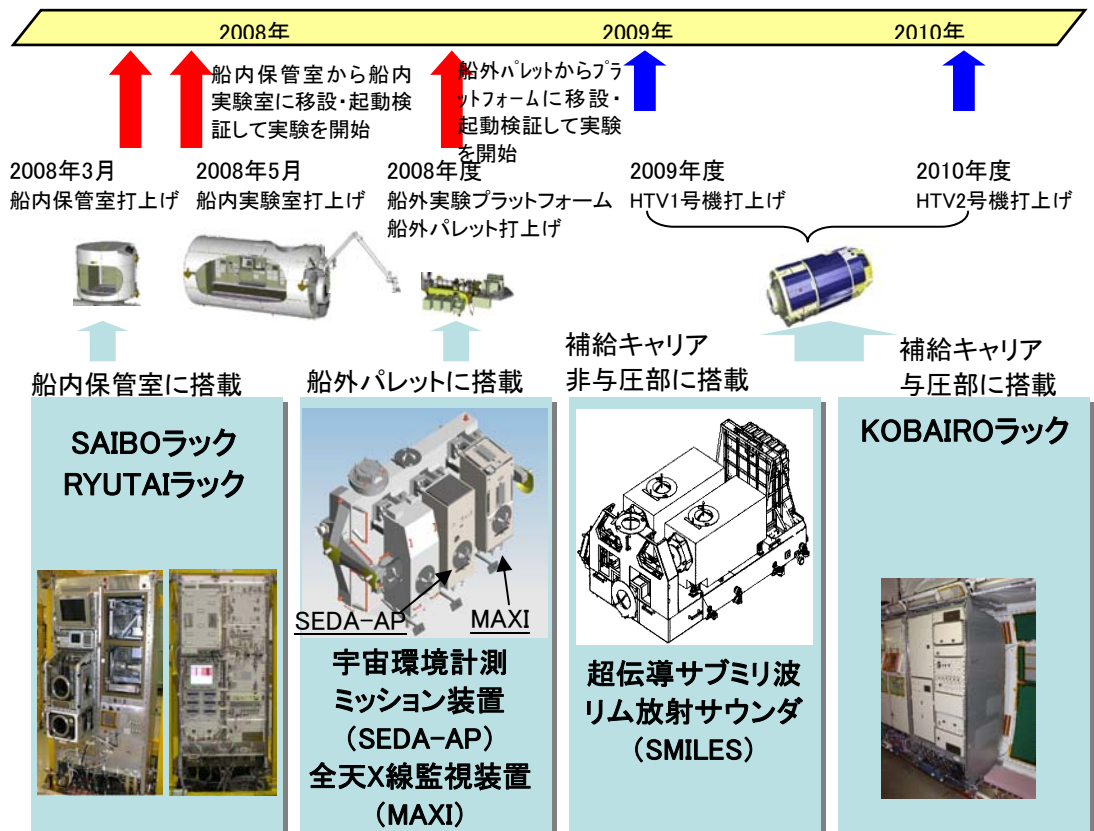 2008年
2009年
2010年
船内保管室から船内
実験室に移設・起動検
証して実験を開始
船外パレットからプラ
ットフォームに移設・
起動検証して実験
を開始
2008年3月
船内保管室打上げ
2008年5月
船内実験室打上げ
2008年度
船外実験プラットフォーム
船外パレット打上げ
2009年度
HTV1号機打上げ
2010年度
HTV2号機打上げ
船内保管室に搭載
船外パレットに搭載
補給キャリア
非与圧部に搭載
補給キャリア
与圧部に搭載
SAIBOラック
RYUTAIラック
SEDA-AP
MAXI
宇宙環境計測
ミッション装置
(SEDA-AP)
全天X線監視装置
(MAXI)
超伝導サブミリ波
リム放射サウンダ
(SMILES)
KOBAIROラック